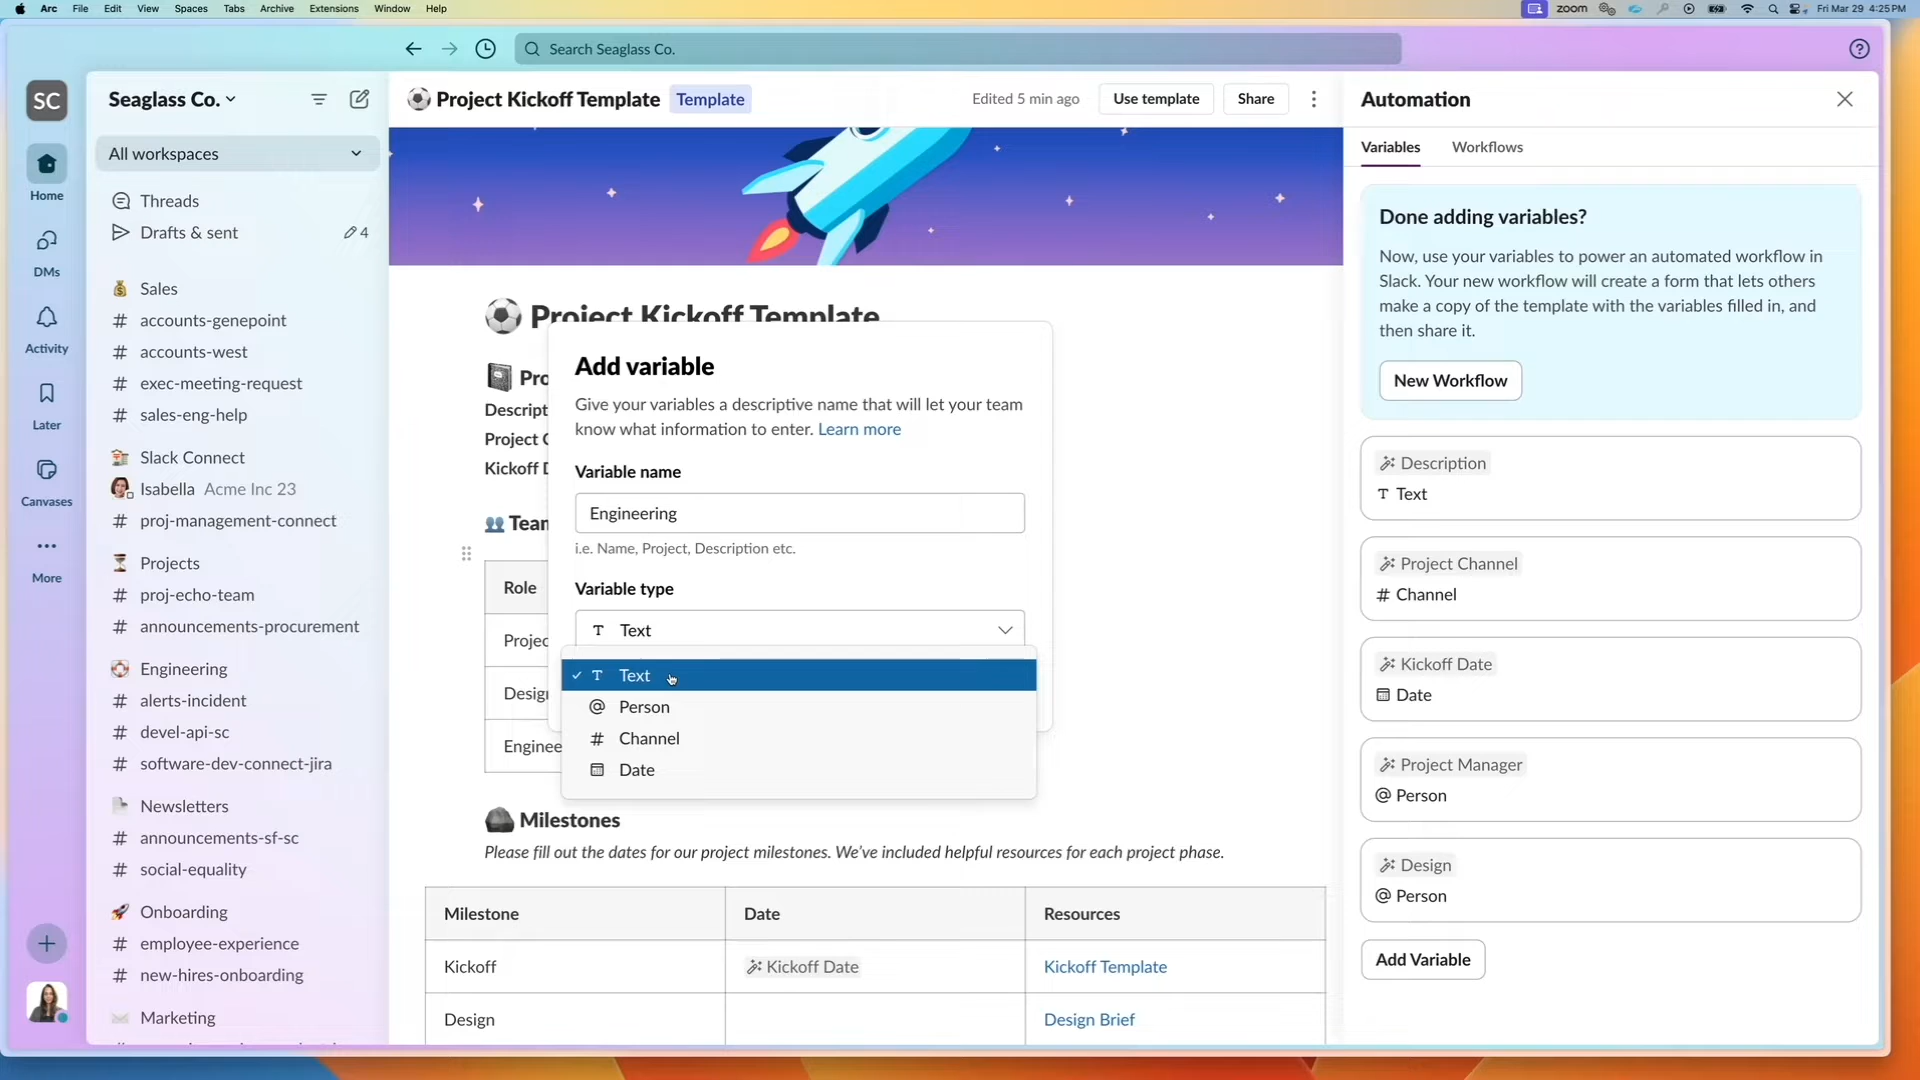 Arc File Edit View Spaces Tabs Archive Extensions Window Help
zoom Fri Mar 29 4:25PM
Search Seaglass Co.
SC
Home
DMs
Activity
Later
Canvases
More
Seaglass Co.
All workspaces
Threads
Drafts & sent 4
Sales
# accounts-genepoint
# accounts-west
# exec-meeting-request
# sales-eng-help
Slack Connect
Isabella Acme Inc 23
# proj-management-connect
Projects
# proj-echo-team
# announcements-procurement
Engineering
# alerts-incident
# devel-api-sc
# software-dev-connect-jira
Newsletters
# announcements-sf-sc
# social-equality
Onboarding
# employee-experience
# new-hires-onboarding
Marketing
Project Kickoff Template Template Edited 5 min ago Use template Share
Project Kickoff Template
Pro
Descript
Project C
Kickoff D
Team
Role
Projec
Design
Enginee
Add variable
Give your variables a descriptive name that will let your team
know what information to enter. Learn more
Variable name
Engineering
i.e. Name, Project, Description etc.
Variable type
T Text
✓ T Text
@ Person
# Channel
Date
Milestones
Please fill out the dates for our project milestones. We've included helpful resources for each project phase.
Milestone Date Resources
Kickoff Kickoff Date Kickoff Template
Design Design Brief
Automation
Variables Workflows
Done adding variables?
Now, use your variables to power an automated workflow in
Slack. Your new workflow will create a form that lets others
make a copy of the template with the variables filled in, and
then share it.
New Workflow
Description
T Text
Project Channel
# Channel
Kickoff Date
Date
Project Manager
@ Person
Design
@ Person
Add Variable